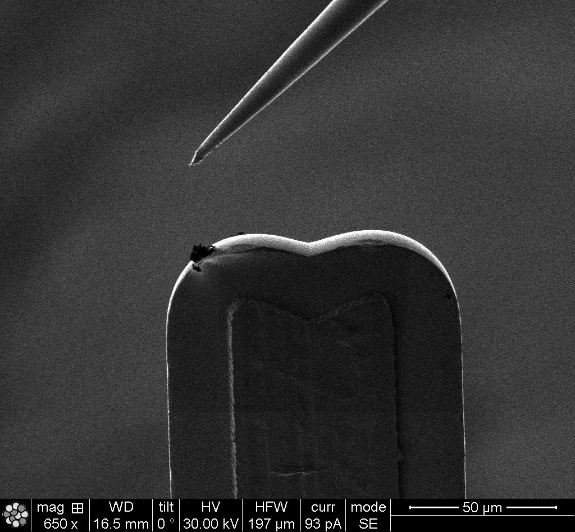 mag WD tilt HV HFW curr mode 50 µm
650 x 16.5 mm 0 ° 30.00 kV 197 µm 93 pA SE